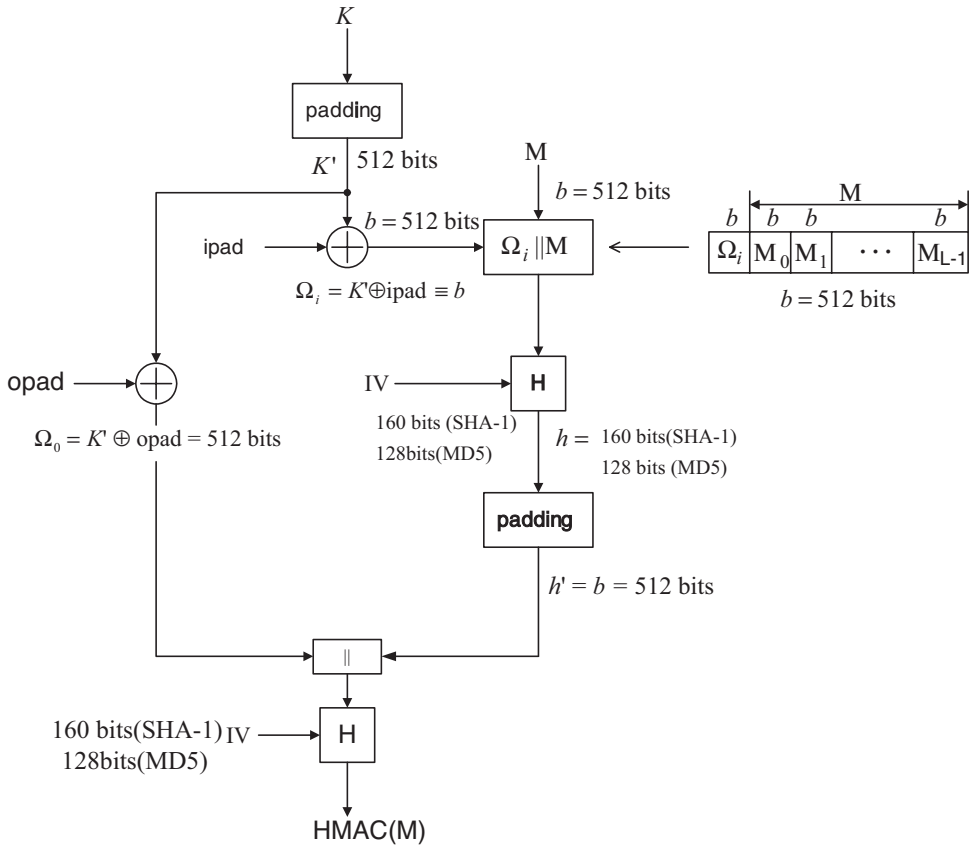 K
padding
K' 512 bits
M
b = 512 bits
b = 512 bits
ipad
Ω_i || M
M
b b b b
Ω_i M_0 M_1 ··· M_{L-1}
b = 512 bits
Ω_i = K'⊕ipad ≡ b
opad
Ω_0 = K' ⊕ opad = 512 bits
IV
H
160 bits (SHA-1)
128bits(MD5)
h = 160 bits(SHA-1)
128 bits (MD5)
padding
h' = b = 512 bits
||
160 bits(SHA-1) IV
128bits(MD5)
H
HMAC(M)